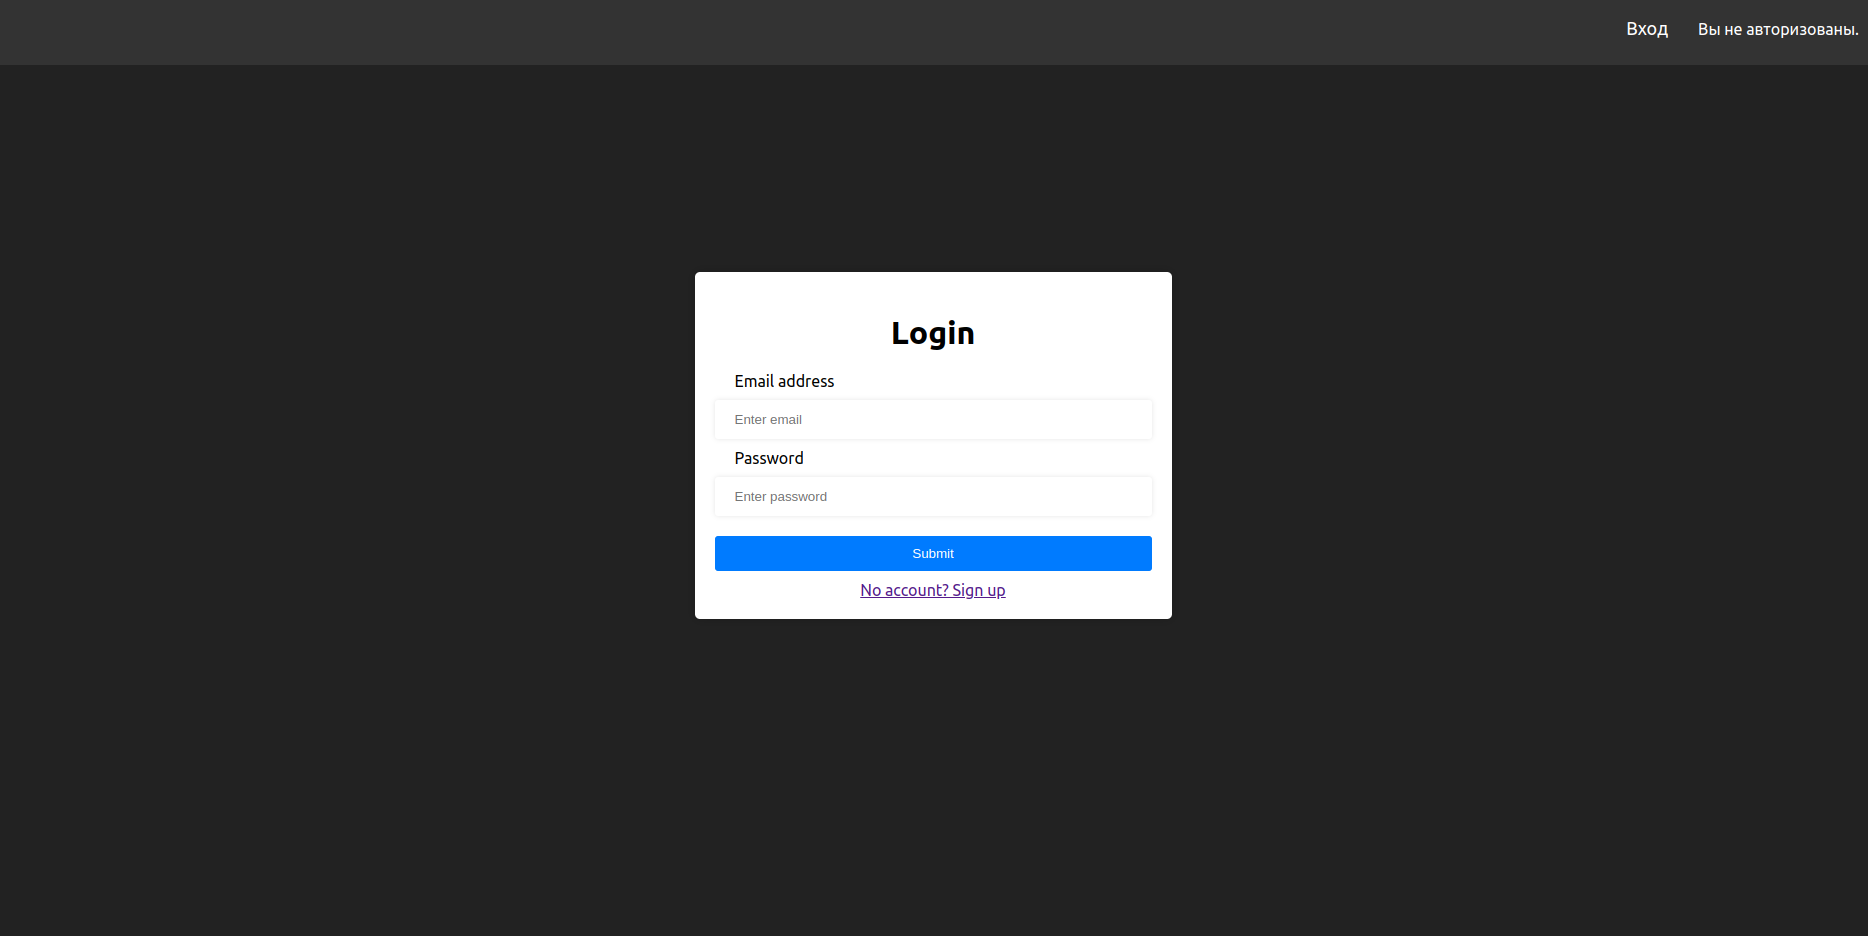 Вход Вы не авторизованы.
Login
Email address
Enter email
Password
Enter password
Submit
No account? Sign up